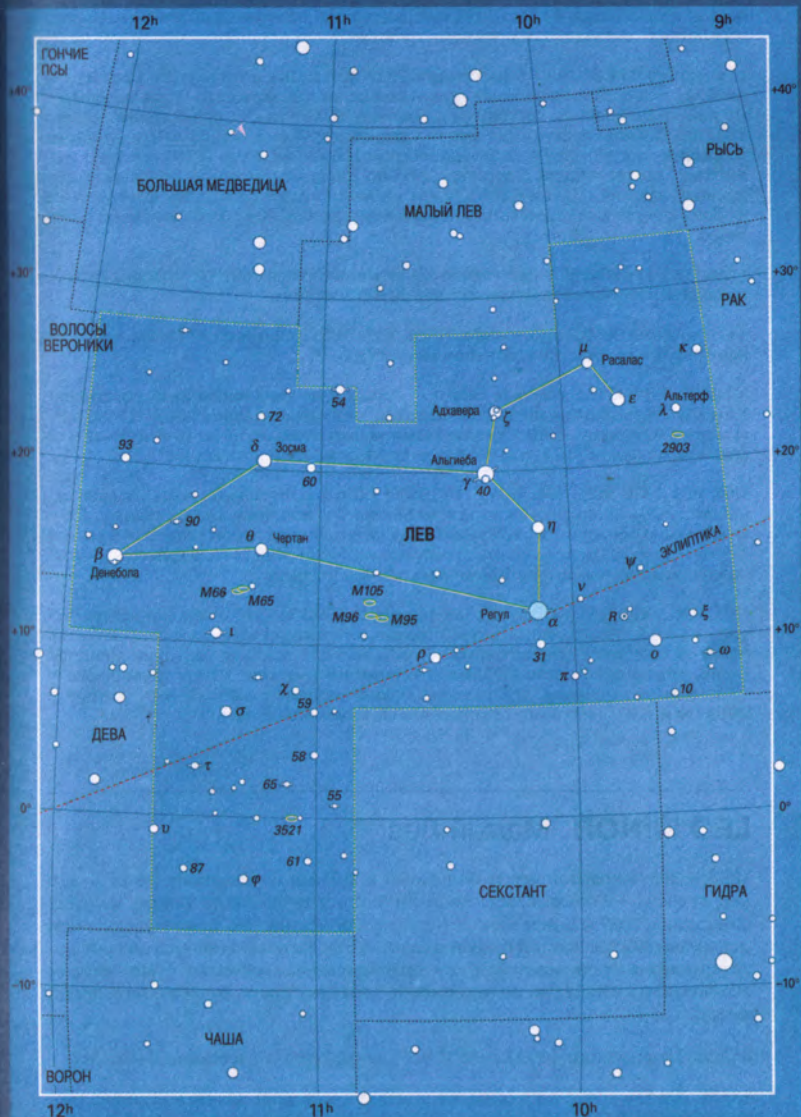 12h 11h 10h 9h
ГОНЧИЕ
ПСЫ
+40° +40°
РЫСЬ
БОЛЬШАЯ МЕДВЕДИЦА
МАЛЫЙ ЛЕВ
+30° +30°
РАК
ВОЛОСЫ
ВЕРОНИКИ
μ κ
Расалас
ε
54 Адхавера ζ Альтерф
λ
72
2903
93 δ Зосма
+20° Альгиеба +20°
60 γ 40
90 η
θ Чертан ЛЕВ ЭКЛИПТИКА
β ψ
Денебола
M66 M65 M105 ν
M96 M95 Регул α R ξ
+10° +10°
ι ρ 31 ο ω
π
χ 10
59
σ
ДЕВА
58
τ
65 55
0° 0°
3521
υ
61
87 φ СЕКСТАНТ ГИДРА
-10° -10°
ЧАША
ВОРОН
12h 11h 10h